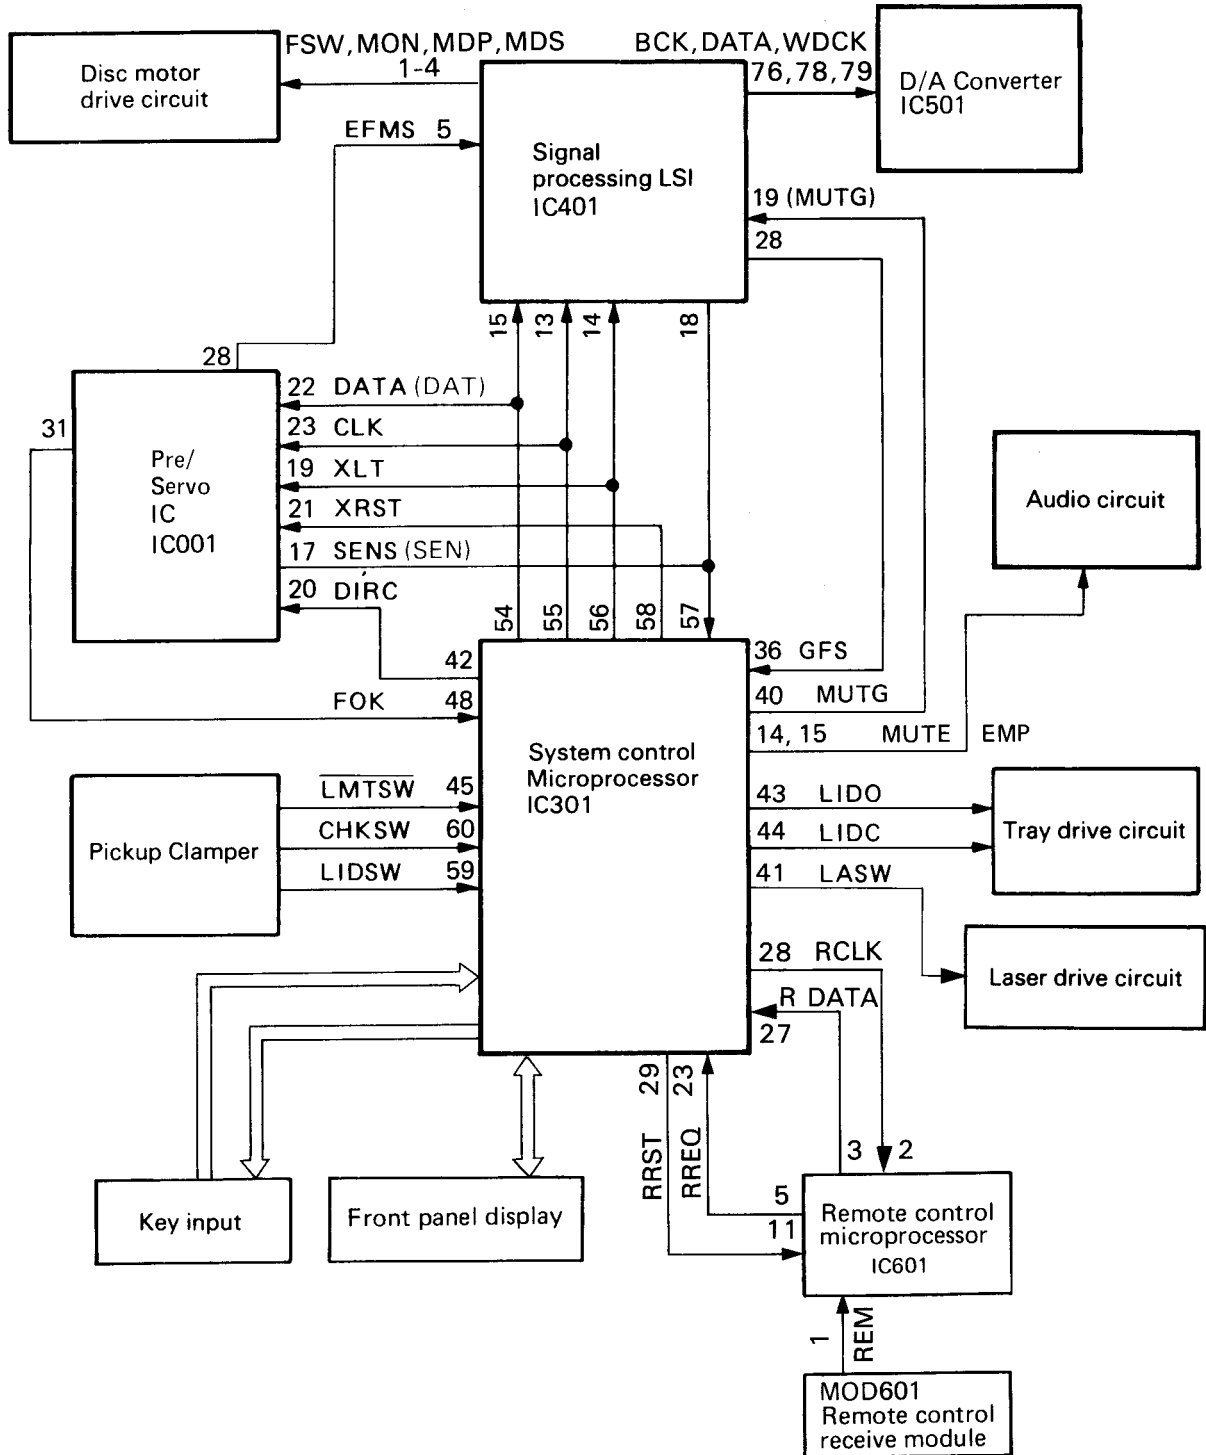 FSW, MON, MDP, MDS
1-4
BCK, DATA, WDCK
76, 78, 79
Disc motor
drive circuit
D/A Converter
IC501
EFMS 5
Signal
processing LSI
IC401
19 (MUTG)
28
15
13
14
18
28
31
22 DATA (DAT)
23 CLK
19 XLT
21 XRST
17 SENS (SEN)
20 DIRC
Pre/
Servo
IC
IC001
Audio circuit
54
55
56
58
57
42
FOK 48
36 GFS
40 MUTG
14, 15 MUTE EMP
System control
Microprocessor
IC301
Pickup Clamper
LMTSW 45
CHKSW 60
LIDSW 59
43 LIDO
44 LIDC
41 LASW
Tray drive circuit
28 RCLK
R DATA
27
Laser drive circuit
29
23
RRST
RREQ
3
2
5
11
Key input
Front panel display
Remote control
microprocessor
IC601
1
REM
MOD601
Remote control
receive module